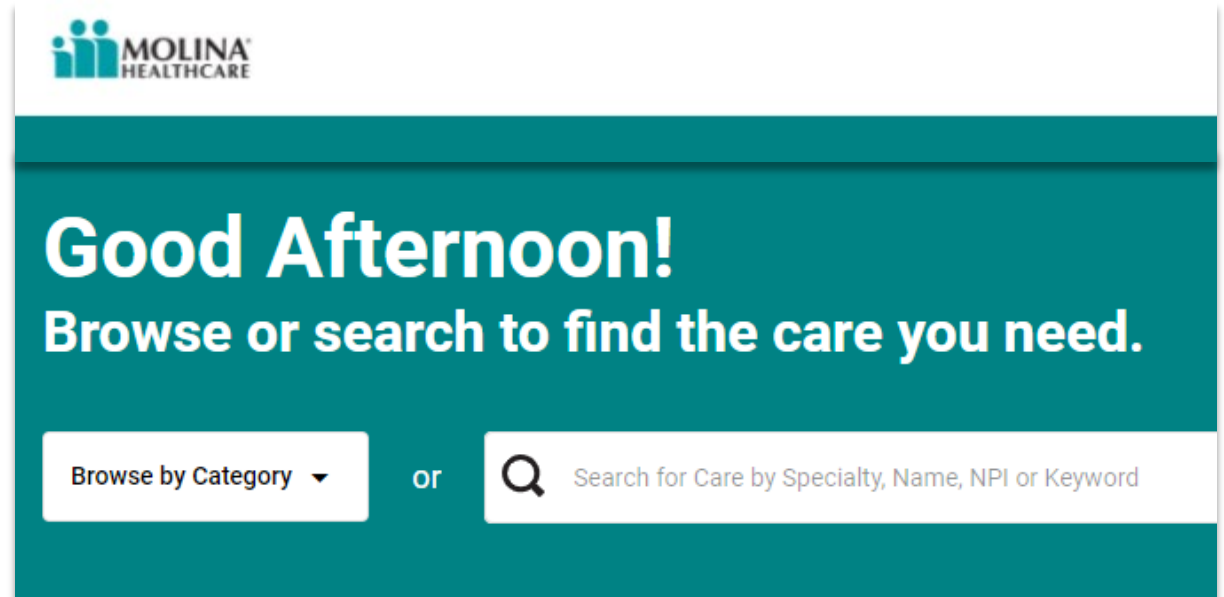 MOLINA
HEALTHCARE
Good Afternoon!
Browse or search to find the care you need.
Browse by Category
or
Search for Care by Specialty, Name, NPI or Keyword